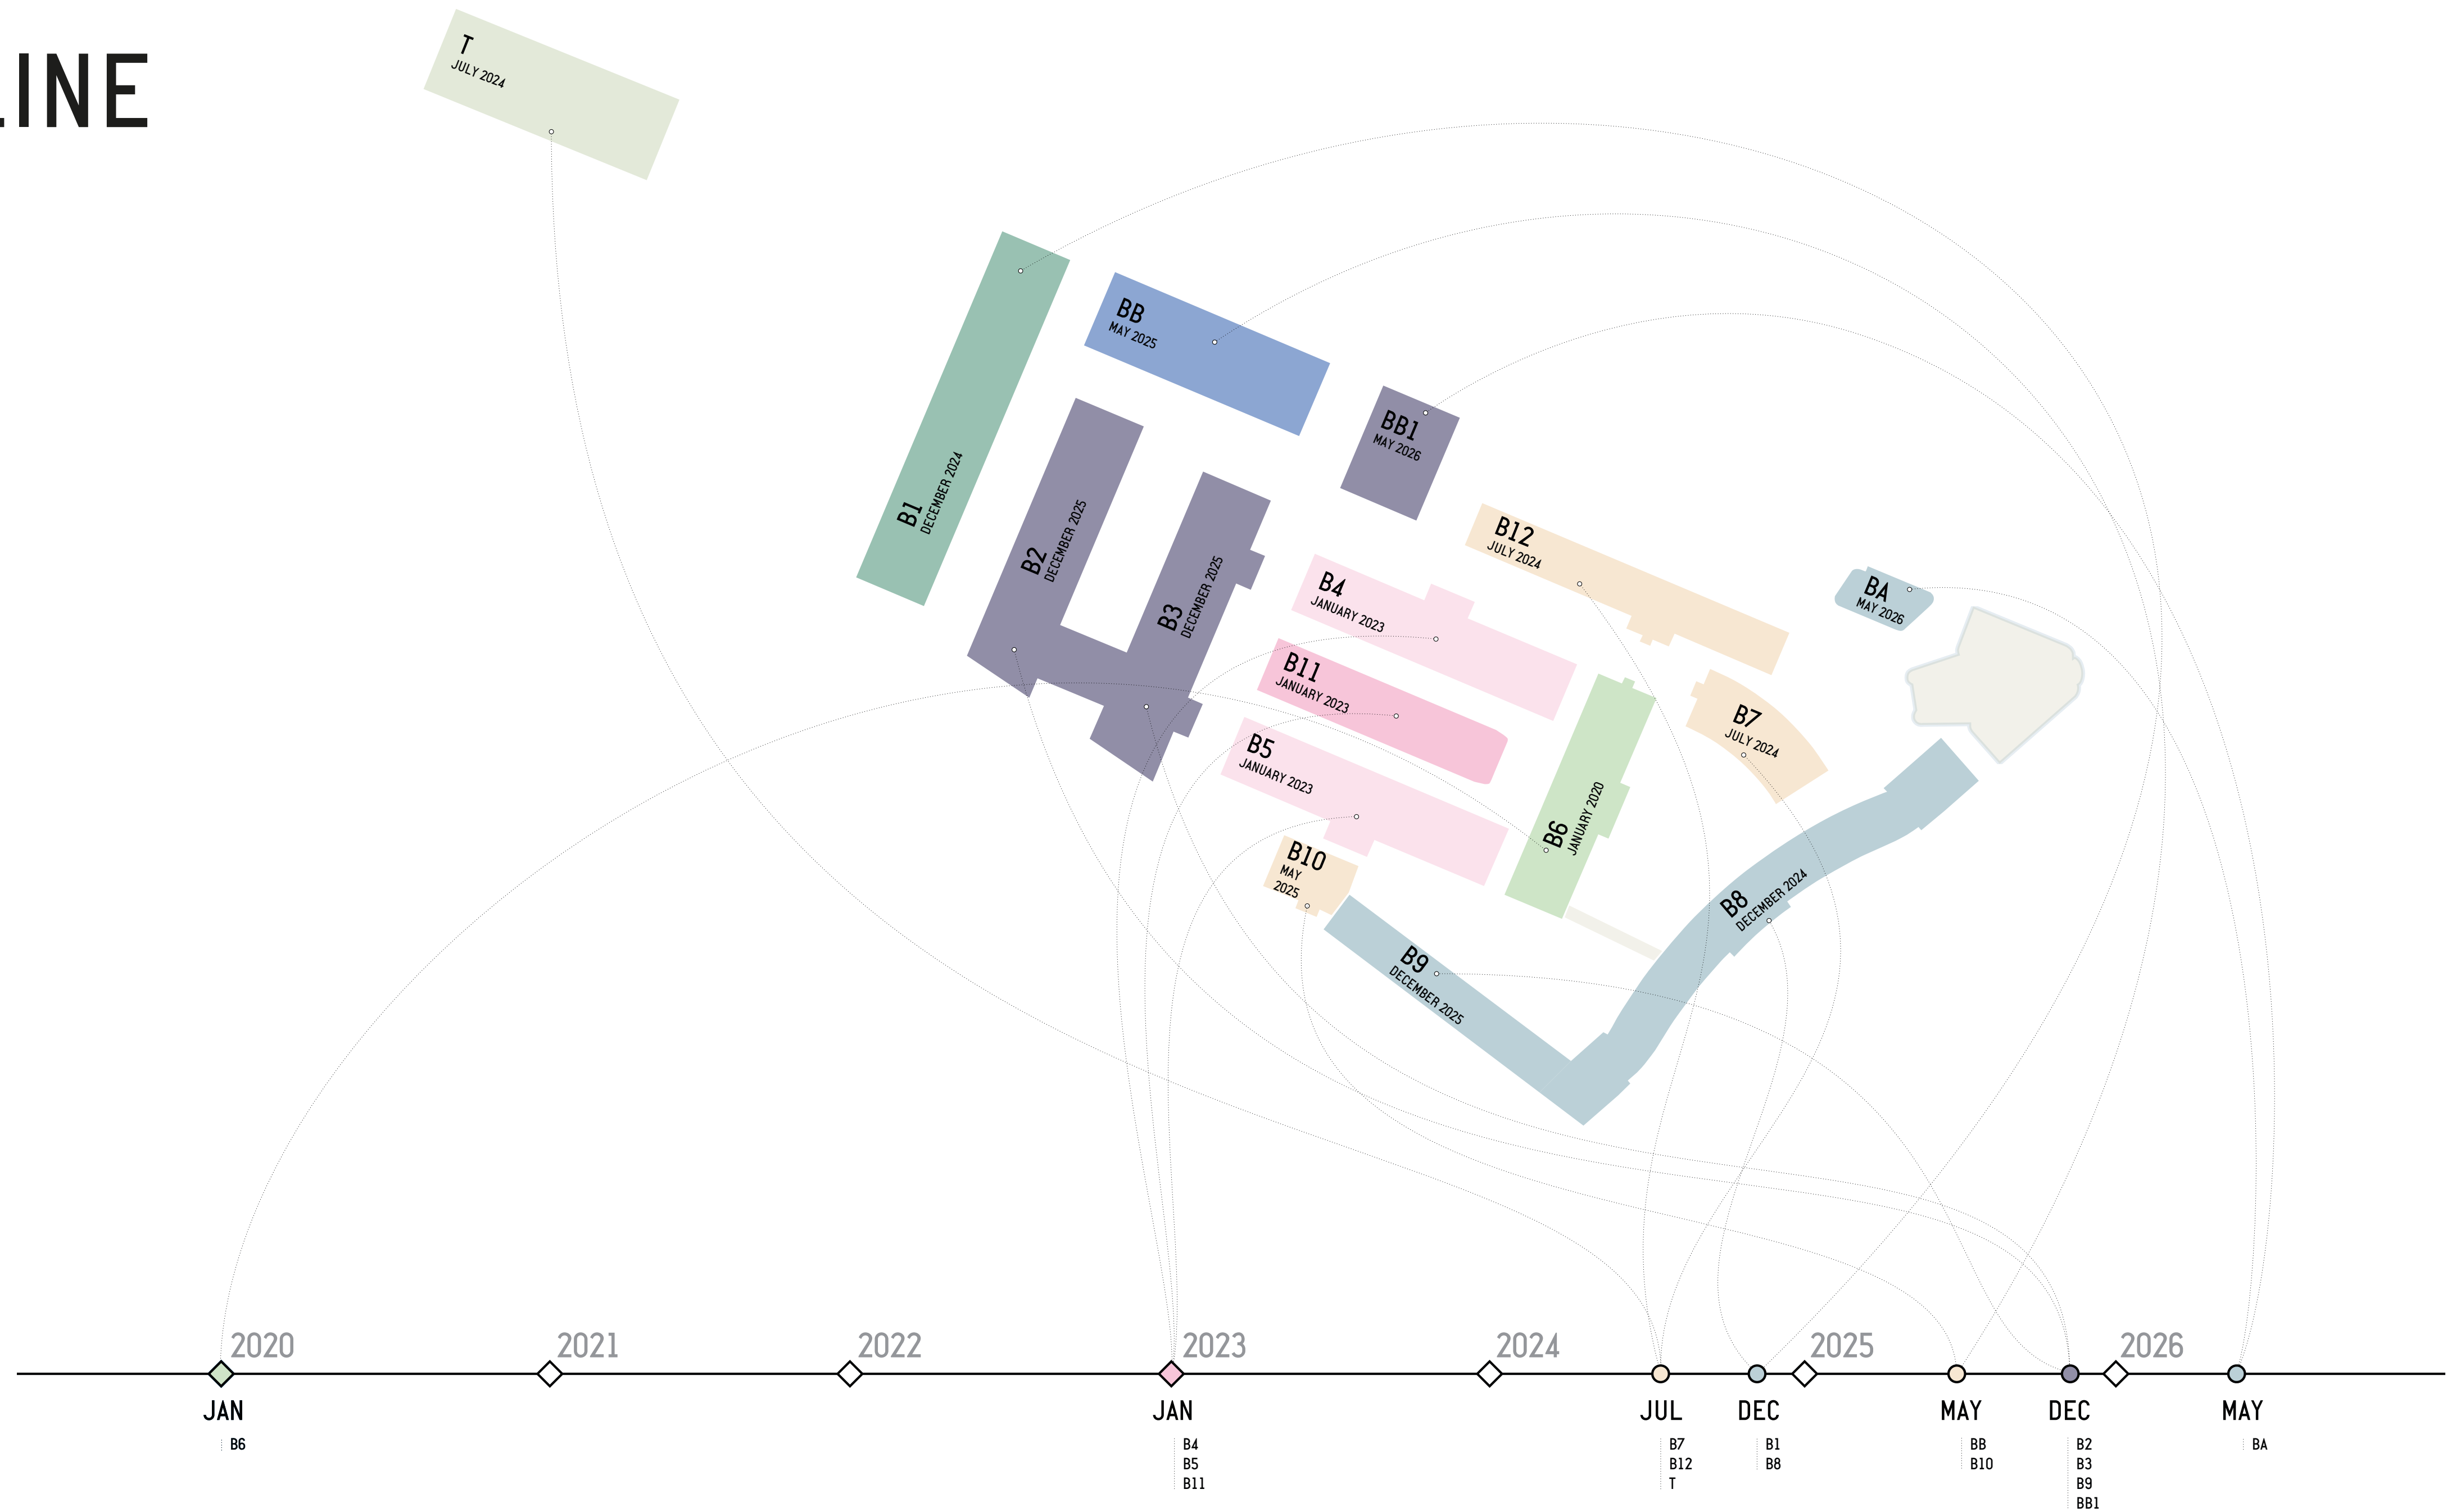 LINE
T
JULY 2024
BB
MAY 2025
BB1
MAY 2026
B1
DECEMBER 2024
B2
DECEMBER 2025
B3
DECEMBER 2025
B12
JULY 2024
B4
JANUARY 2023
BA
MAY 2026
B11
JANUARY 2023
B7
JULY 2024
B5
JANUARY 2023
B6
JANUARY 2020
B10
MAY
2025
B8
DECEMBER 2024
B9
DECEMBER 2025
2020
2021
2022
2023
2024
2025
2026
JAN
JAN
JUL
DEC
MAY
DEC
MAY
B6
B4
B5
B11
B7
B12
T
B1
B8
BB
B10
B2
B3
B9
BB1
BA